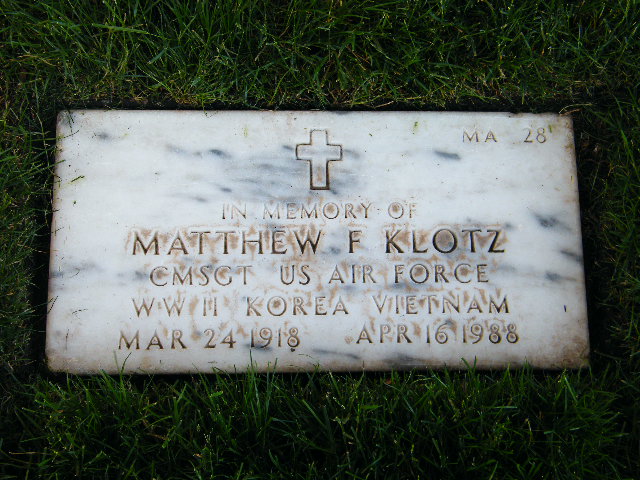 MA 28
IN MEMORY OF
MATTHEW F KLOTZ
CMSGT US AIR FORCE
WW II KOREA VIETNAM
MAR 24 1918 APR 16 1988